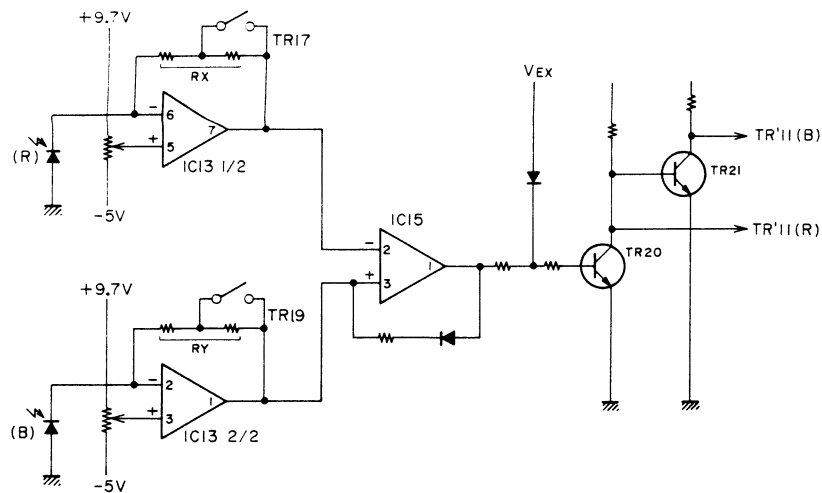 +9.7V
TR17
RX
−
6
+
5
7
(R)
IC13 1/2
−5V
VEX
TR'11(B)
TR21
IC15
−
2
+
3
1
TR'11(R)
TR20
+9.7V
TR19
RY
−
2
+
3
1
(B)
IC13 2/2
−5V